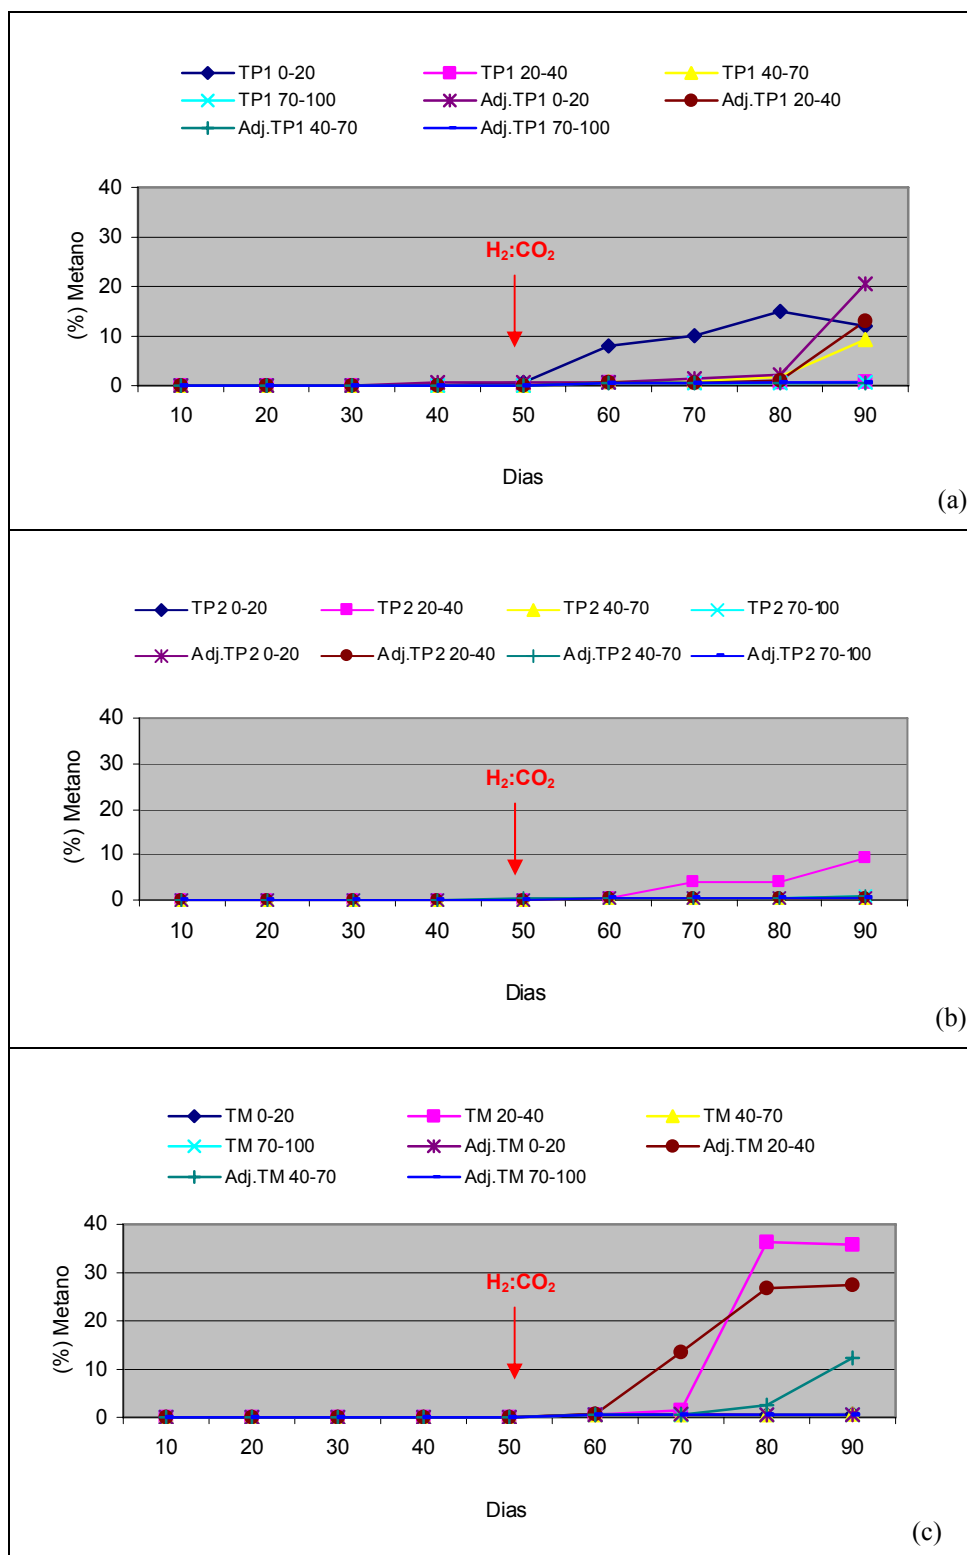 TP1 0-20 TP1 20-40 TP1 40-70
TP1 70-100 Adj.TP1 0-20 Adj.TP1 20-40
Adj.TP1 40-70 Adj.TP1 70-100
40
30
20
10
0
(%) Metano
H₂:CO₂
10 20 30 40 50 60 70 80 90
Dias
(a)
TP2 0-20 TP2 20-40 TP2 40-70 TP2 70-100
Adj.TP2 0-20 Adj.TP2 20-40 Adj.TP2 40-70 Adj.TP2 70-100
40
30
20
10
0
(%) Metano
H₂:CO₂
10 20 30 40 50 60 70 80 90
Dias
(b)
TM 0-20 TM 20-40 TM 40-70
TM 70-100 Adj.TM 0-20 Adj.TM 20-40
Adj.TM 40-70 Adj.TM 70-100
40
30
20
10
0
(%) Metano
H₂:CO₂
10 20 30 40 50 60 70 80 90
Dias
(c)